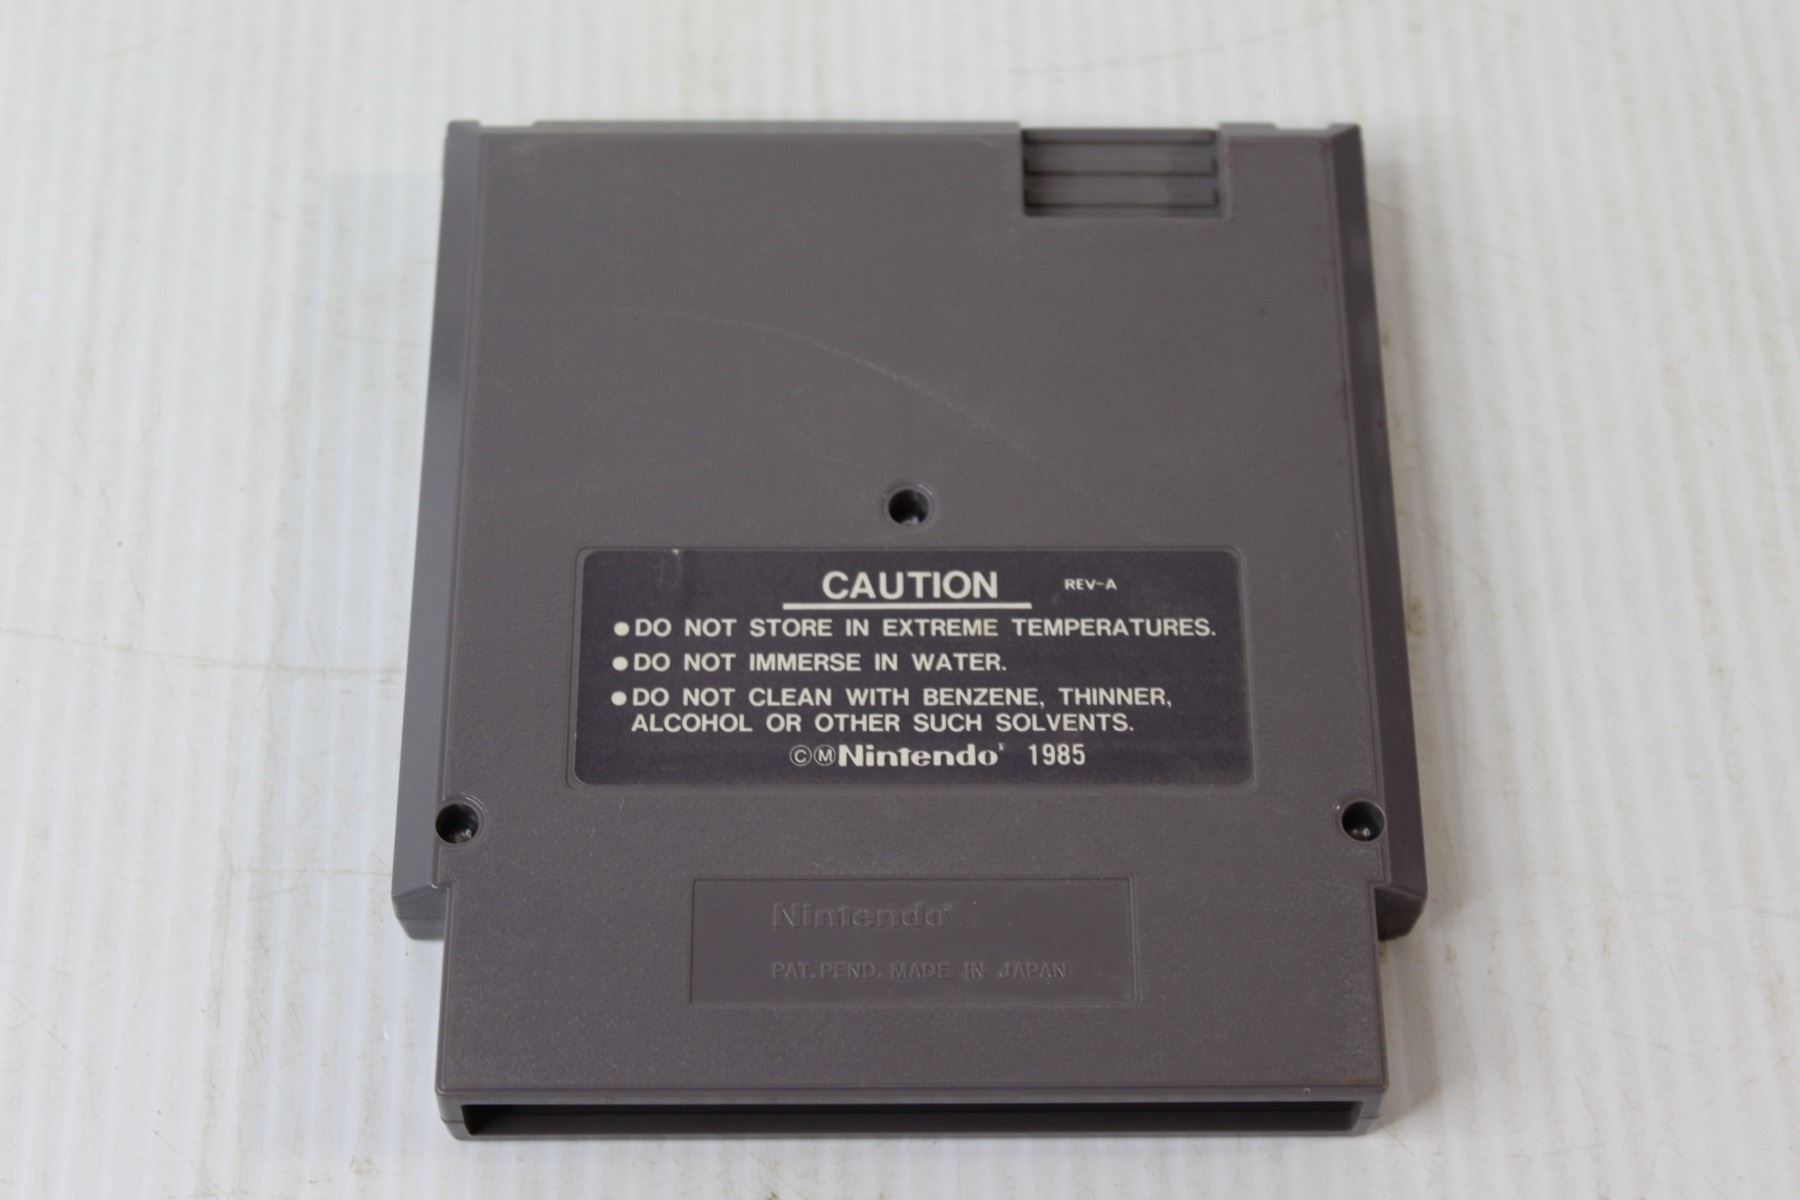 CAUTION REV-A
●DO NOT STORE IN EXTREME TEMPERATURES.
●DO NOT IMMERSE IN WATER.
●DO NOT CLEAN WITH BENZENE, THINNER,
ALCOHOL OR OTHER SUCH SOLVENTS.
ⒸⓂNintendo® 1985
Nintendo®
PAT. PEND. MADE IN JAPAN